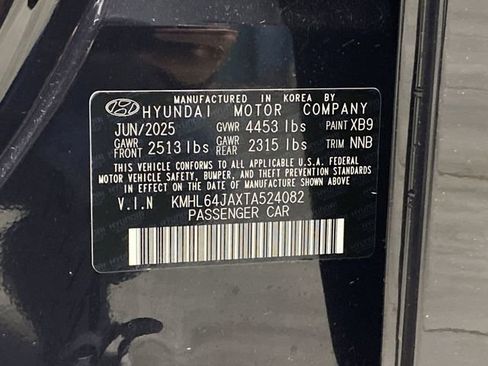 MANUFACTURED IN KOREA BY
HYUNDAI MOTOR COMPANY
JUN/2025 GVWR 4453 lbs PAINT XB9
GAWR FRONT 2513 lbs GAWR REAR 2315 lbs TRIM NNB
THIS VEHICLE CONFORMS TO ALL APPLICABLE U.S.A. FEDERAL
MOTOR VEHICLE SAFETY, BUMPER, AND THEFT PREVENTION
STANDARDS IN EFFECT ON THE DATE OF MANUFACTURE SHOWN ABOVE.
V.I.N KMHL64JAXTA524082
PASSENGER CAR